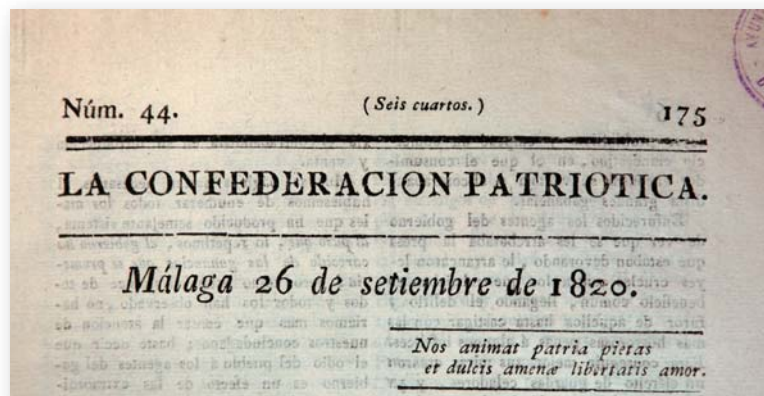 Núm. 44. (Seis cuartos.) 175
LA CONFEDERACION PATRIOTICA.
Málaga 26 de setiembre de 1820.
Nos animat patria pietas
et dulcis amenæ libertatis amor.